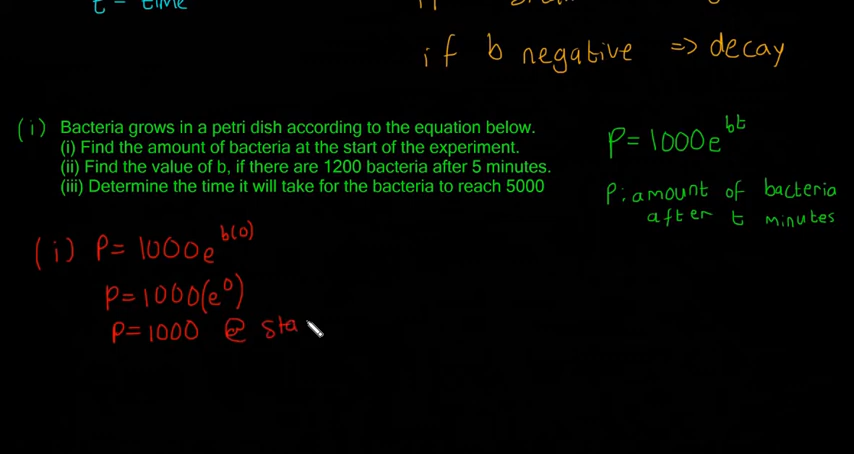 t = time
if b negative => decay
(i) Bacteria grows in a petri dish according to the equation below.
(i) Find the amount of bacteria at the start of the experiment.
(ii) Find the value of b, if there are 1200 bacteria after 5 minutes.
(iii) Determine the time it will take for the bacteria to reach 5000
P = 1000e^{bt}
P: amount of bacteria
after t minutes
(i) P = 1000e^{b(0)}
P = 1000(e^0)
P = 1000 @ sta